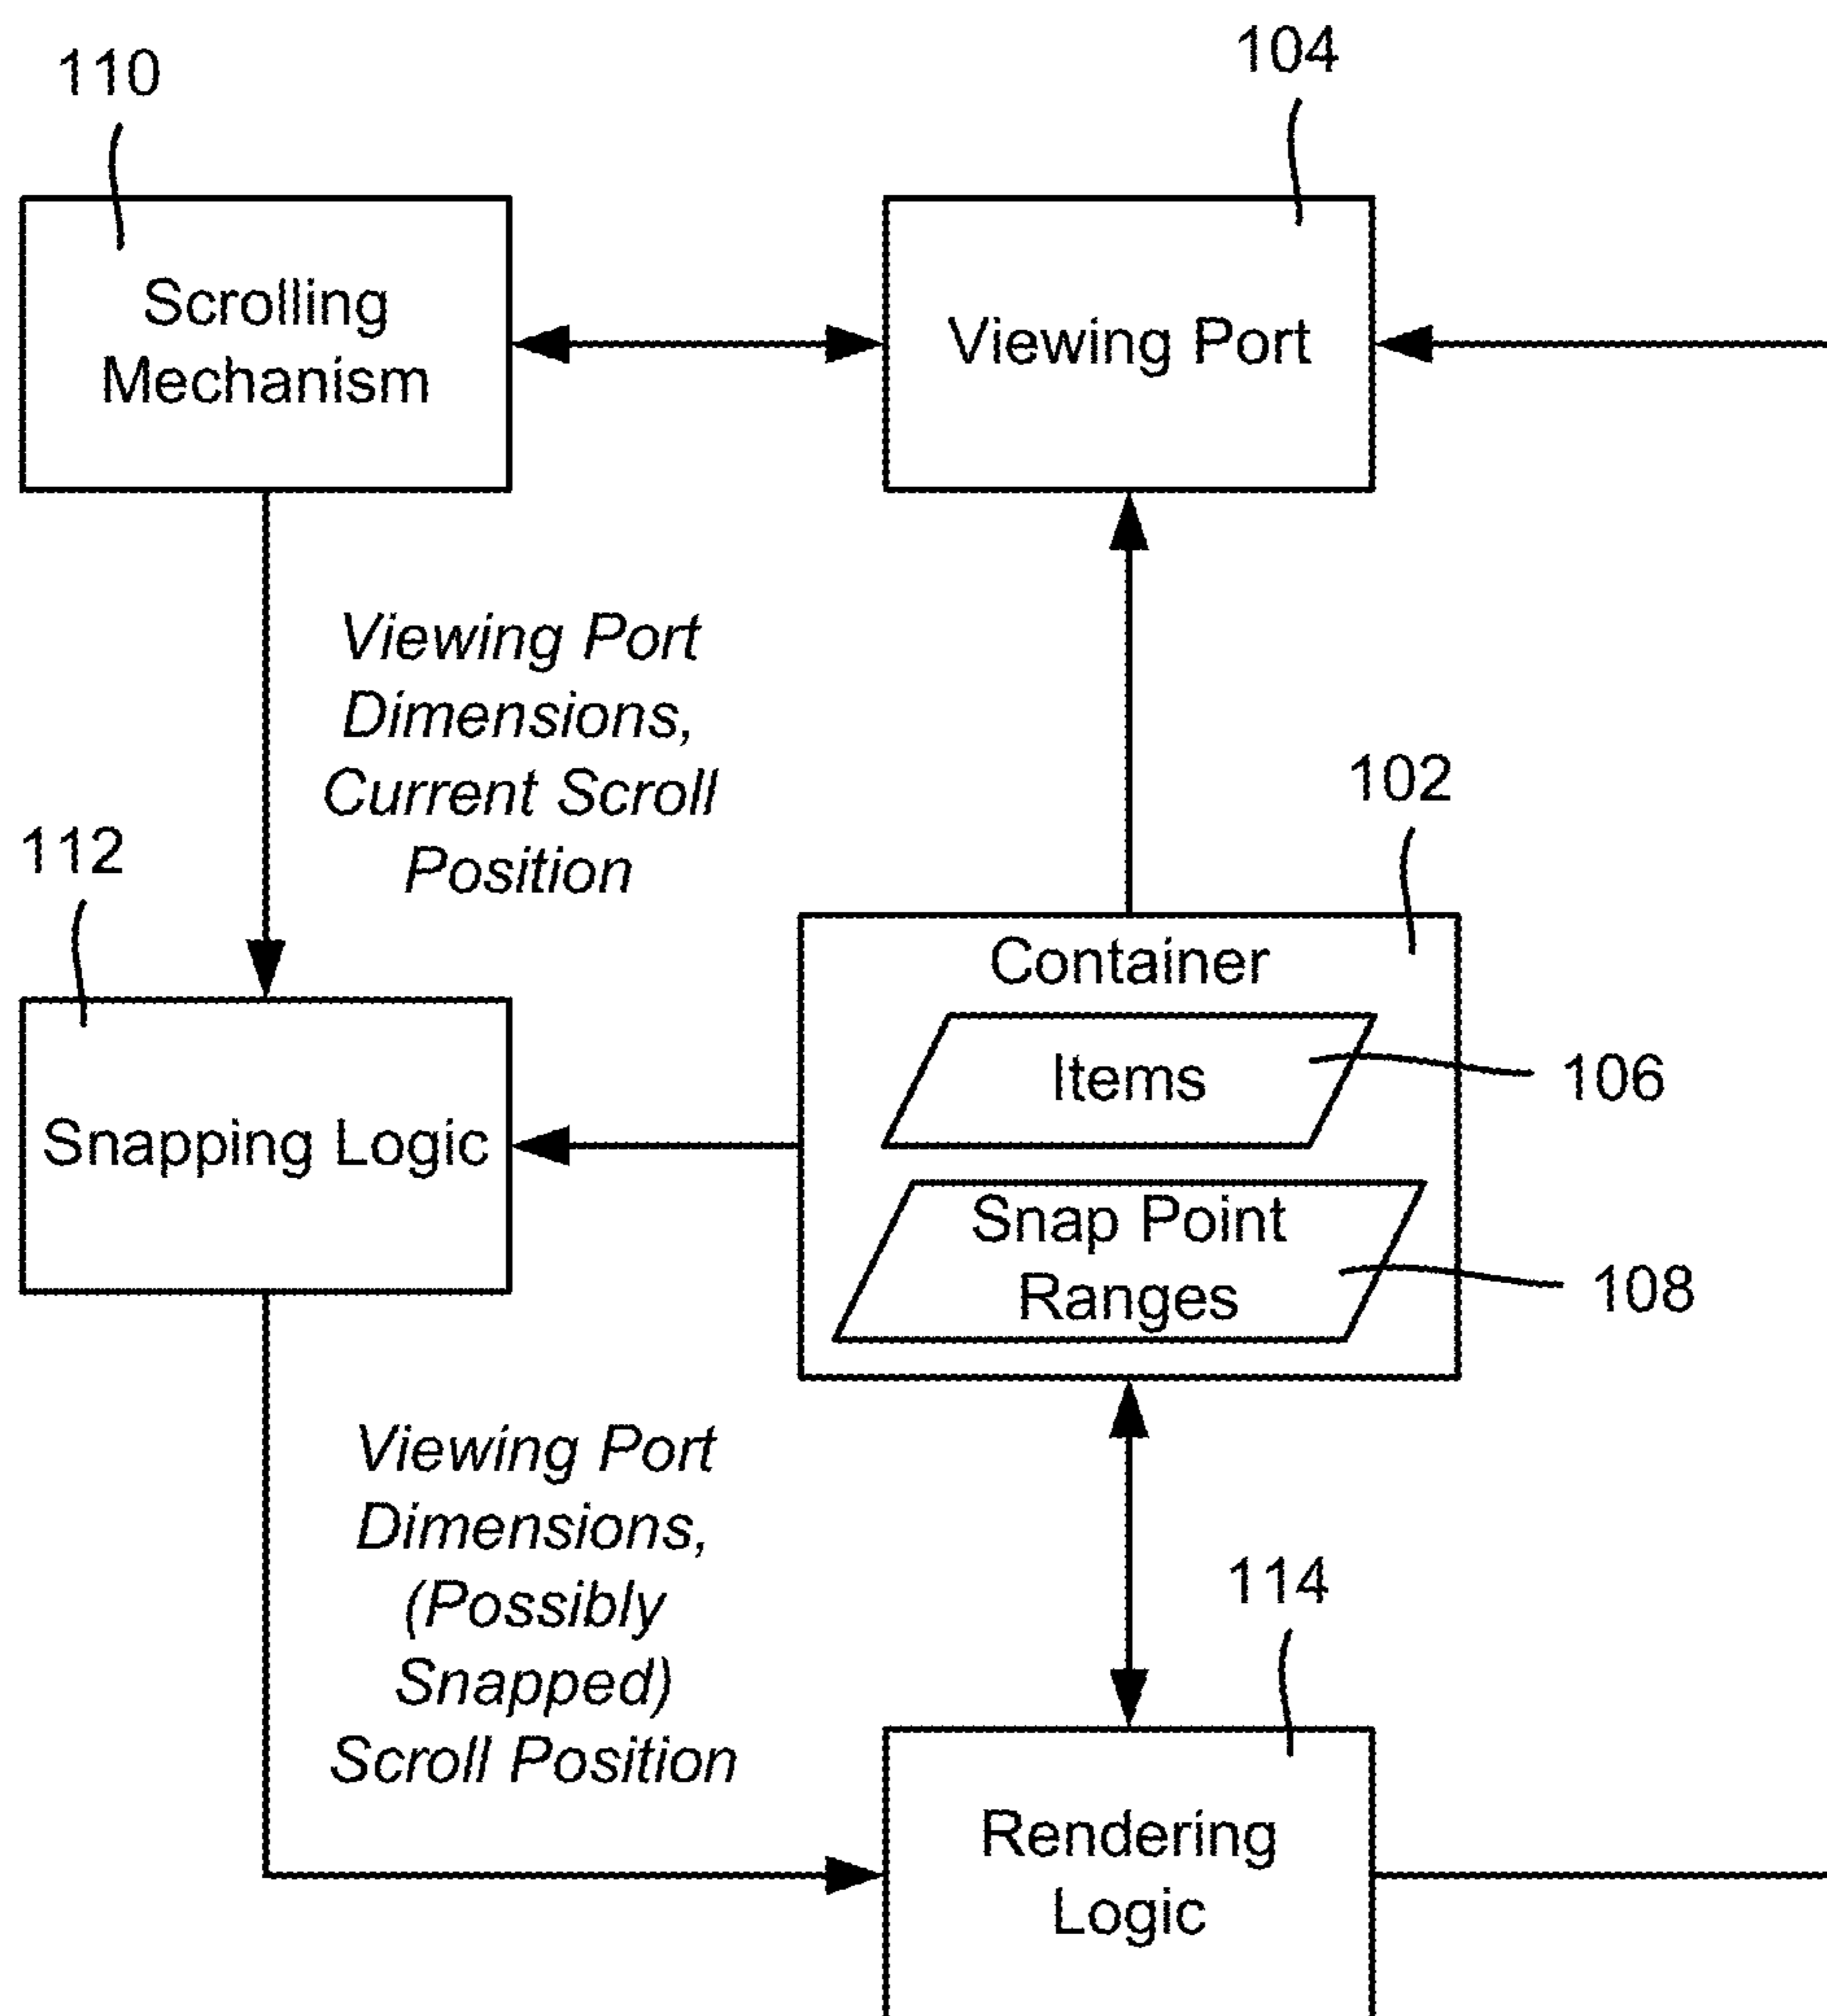 110
104
Scrolling
Mechanism
Viewing Port
Viewing Port
Dimensions,
Current Scroll
Position
102
112
Container
Items
106
Snapping Logic
Snap Point
Ranges
108
Viewing Port
Dimensions,
(Possibly
Snapped)
Scroll Position
114
Rendering
Logic